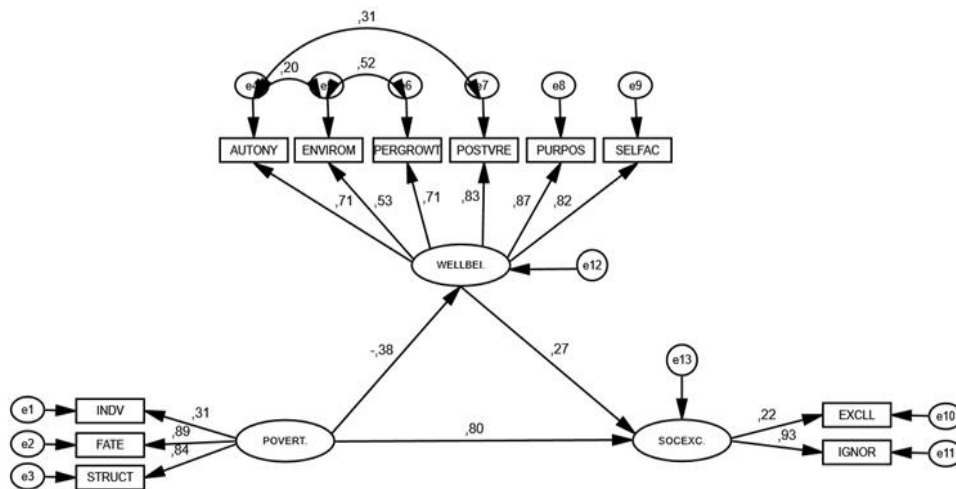 ,31
,20 ,52
e7 e8 e9
AUTONY ENVIROM PERGROWT POSTVRE PURPOS SELFAC
,71 ,53 ,71 ,83 ,87 ,82
WELLBEI. e12
-,38 ,27
e13
e1 INDV ,31 ,22 EXCLL e10
e2 FATE ,89 POVERT. ,80 SOCEXC. ,93
e3 STRUCT ,84 IGNOR e11